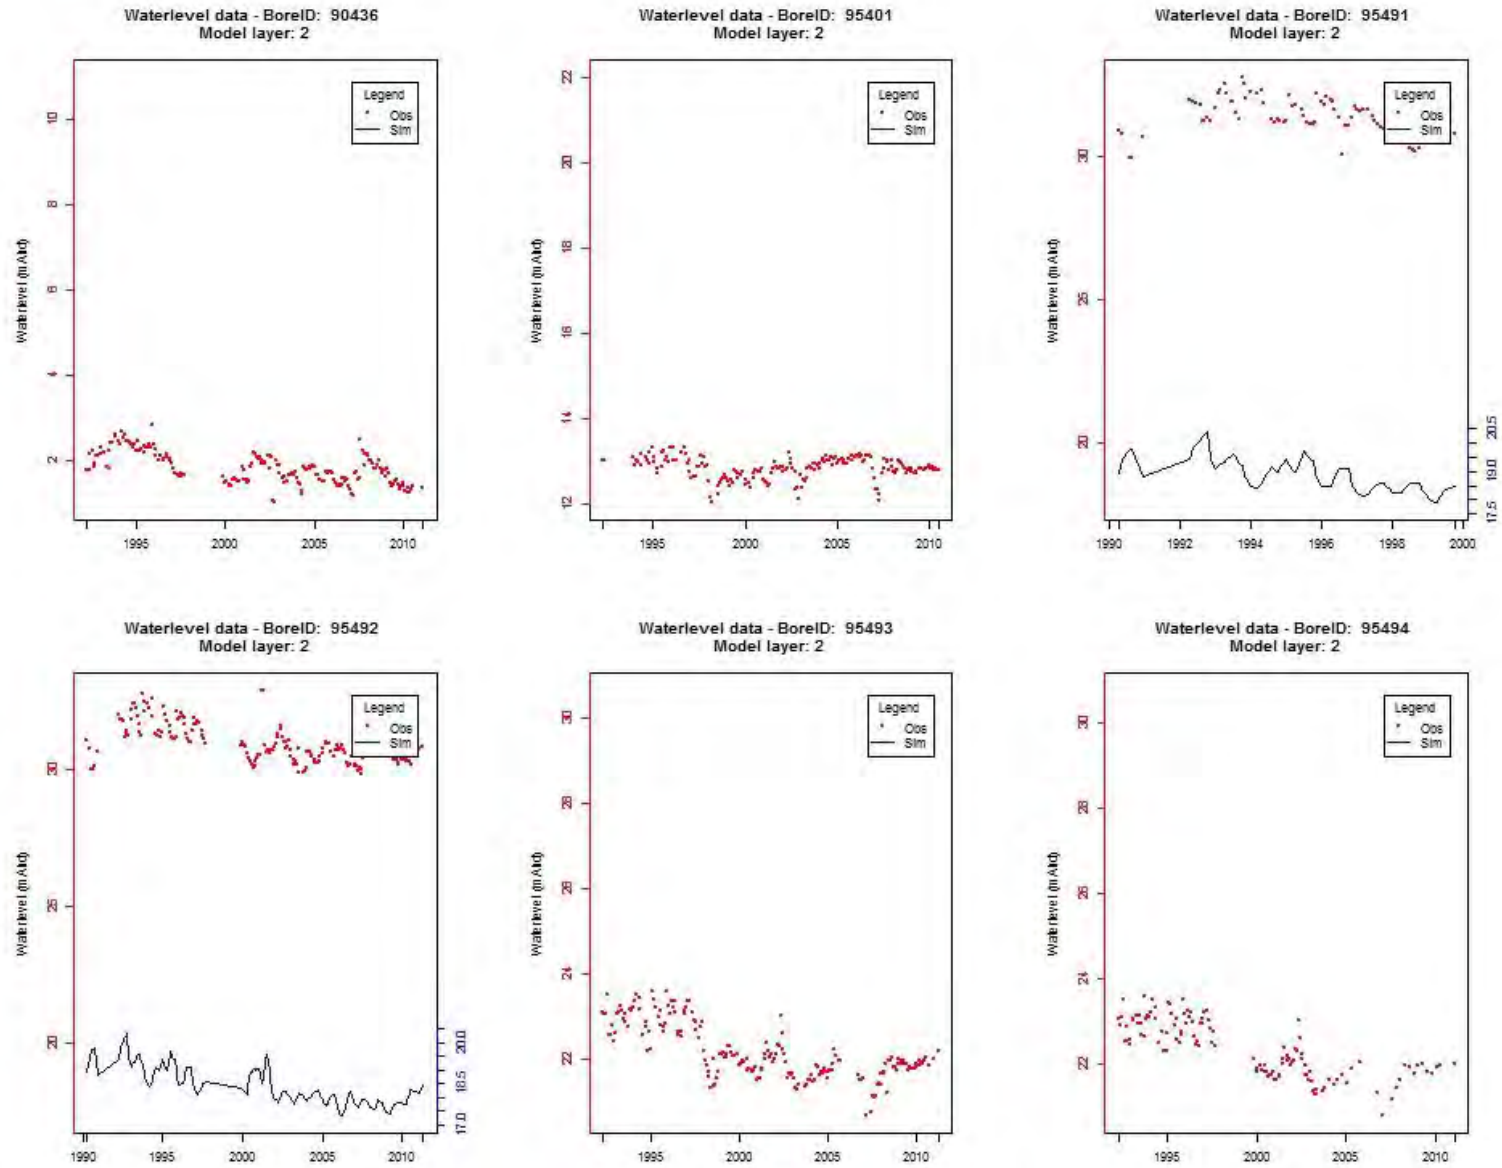 Waterlevel data - BoreID: 90436
Model layer: 2
Waterlevel (mAhd)
10
8
6
4
2
1995
2000
2005
2010
Legend
Obs
Sim
Waterlevel data - BoreID: 95401
Model layer: 2
Waterlevel (mAhd)
22
20
18
16
14
12
1995
2000
2005
2010
Legend
Obs
Sim
Waterlevel data - BoreID: 95491
Model layer: 2
Waterlevel (mAhd)
30
25
20
20.5
19.0
17.5
1990
1992
1994
1996
1998
2000
Legend
Obs
Sim
Waterlevel data - BoreID: 95492
Model layer: 2
Waterlevel (mAhd)
30
25
20
20.0
18.5
17.0
1990
1995
2000
2005
2010
Legend
Obs
Sim
Waterlevel data - BoreID: 95493
Model layer: 2
Waterlevel (mAhd)
30
28
26
24
22
1995
2000
2005
2010
Legend
Obs
Sim
Waterlevel data - BoreID: 95494
Model layer: 2
Waterlevel (mAhd)
30
28
26
24
22
1995
2000
2005
2010
Legend
Obs
Sim